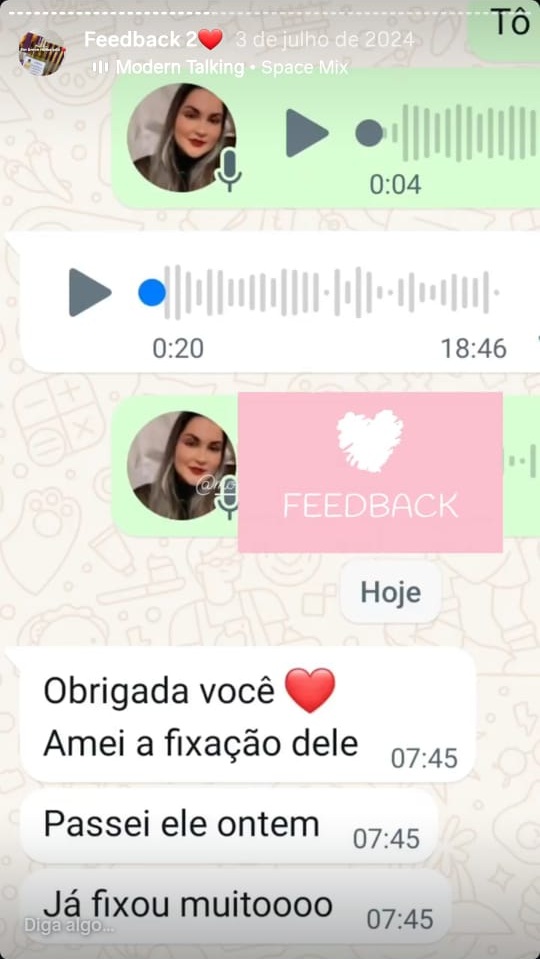 Tô
Feedback 2❤️ 3 de julho de 2024
Modern Talking • Space Mix
0:04
0:20 18:46
FEEDBACK
Hoje
Obrigada você ❤️
Amei a fixação dele 07:45
Passei ele ontem 07:45
Já fixou muitoooo 07:45
Diga algo...